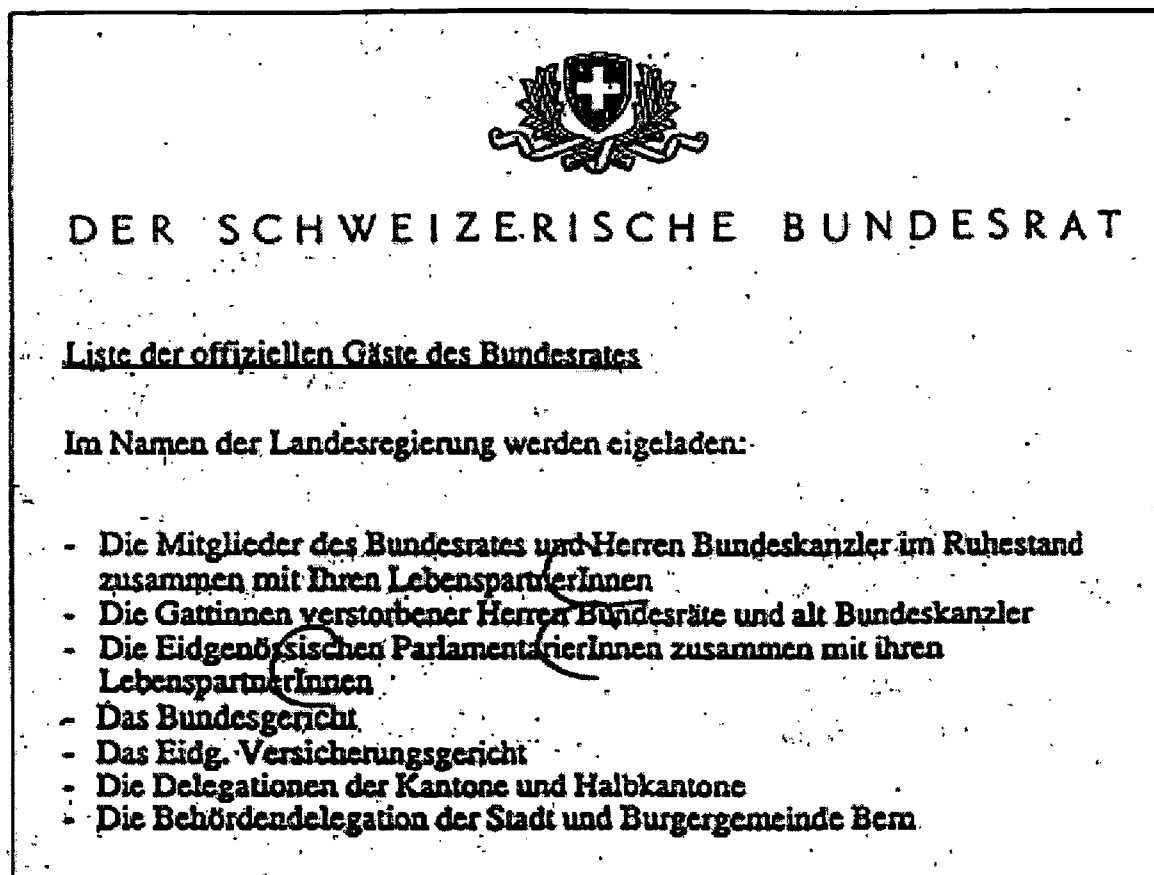 DER SCHWEIZERISCHE BUNDESRAT
Liste der offiziellen Gäste des Bundesrates
Im Namen der Landesregierung werden eigeladen:
- Die Mitglieder des Bundesrates und Herren Bundeskanzler im Ruhestand
zusammen mit Ihren LebenspartnerInnen
- Die Gattinnen verstorbener Herren Bundesräte und alt Bundeskanzler
- Die Eidgenössischen ParlamentarierInnen zusammen mit ihren
LebenspartnerInnen
- Das Bundesgericht
- Das Eidg. Versicherungsgericht
- Die Delegationen der Kantone und Halbkantone
- Die Behördendelegation der Stadt und Burgergemeinde Bern